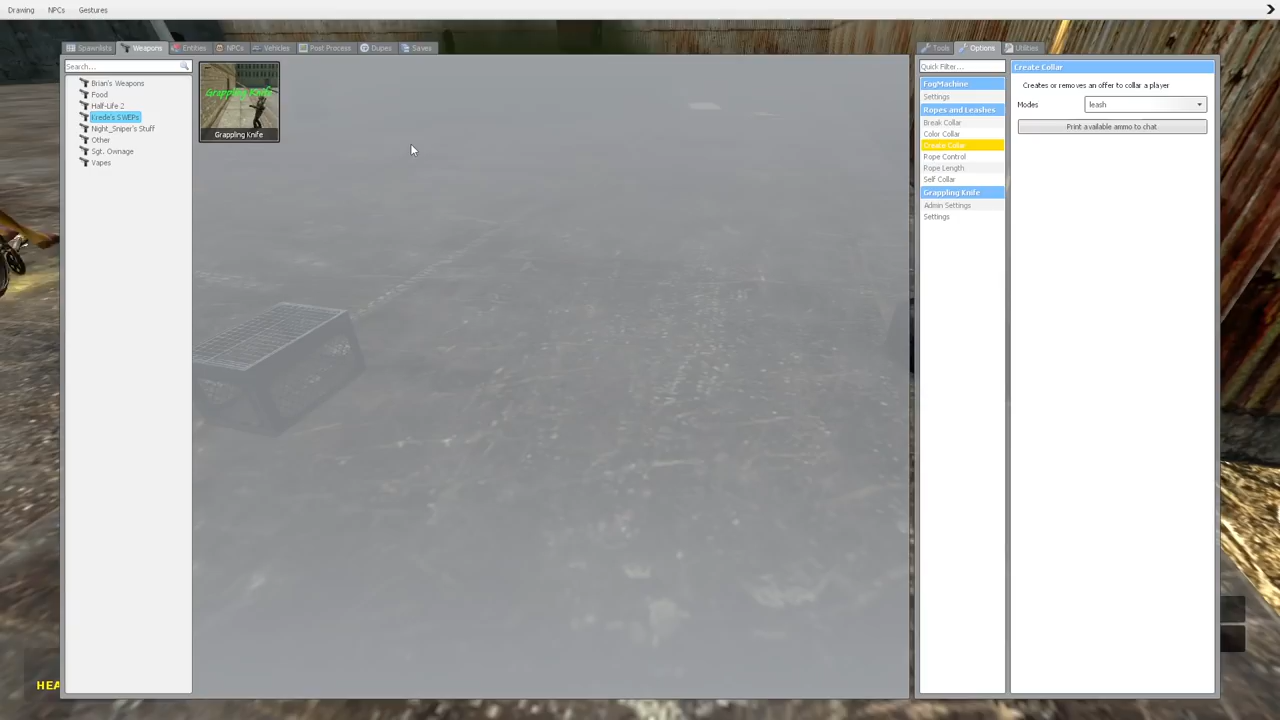 Drawing NPCs Gestures
Spawnlists Weapons Entities NPCs Vehicles Post Process Dupes Saves
Search...
Brian's Weapons
Food
Half-Life 2
Krede's SWEPs
Night_Sniper's Stuff
Other
Sgt. Ownage
Vapes
Grappling Knife
Grappling Knife
Tools Options Utilities
Quick Filter...
FogMachine
Settings
Ropes and Leashes
Break Collar
Color Collar
Create Collar
Rope Control
Rope Length
Self Collar
Grappling Knife
Admin Settings
Settings
Create Collar
Creates or removes an offer to collar a player
Modes leash
Print available ammo to chat
HEA